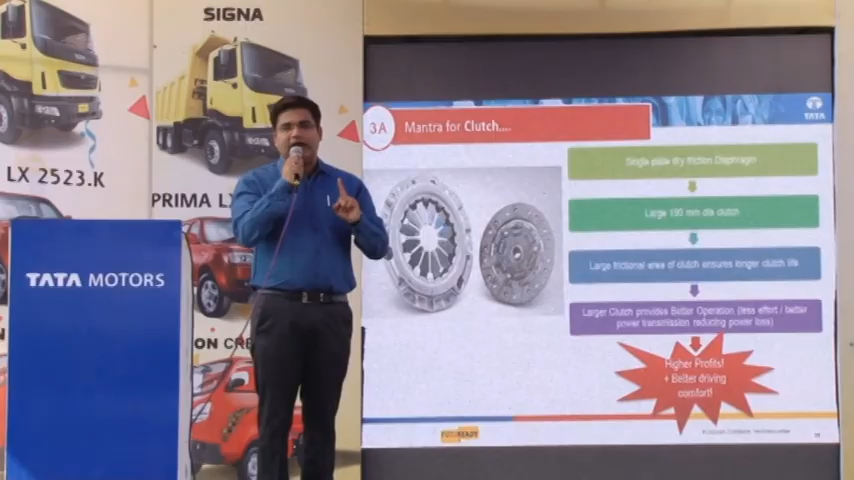 SIGNA
LX 2523.K
PRIMA LX
TATA MOTORS
ON CRE
3A
Mantra for Clutch....
TATA
Single plate dry friction Diaphragm
Large 190 mm dia clutch
Large frictional area of clutch ensures longer clutch life
Larger Clutch provides Better Operation (less effort / better
power transmission reducing power loss)
Higher Profits!
+ Better driving
comfort!
FUTUREADY